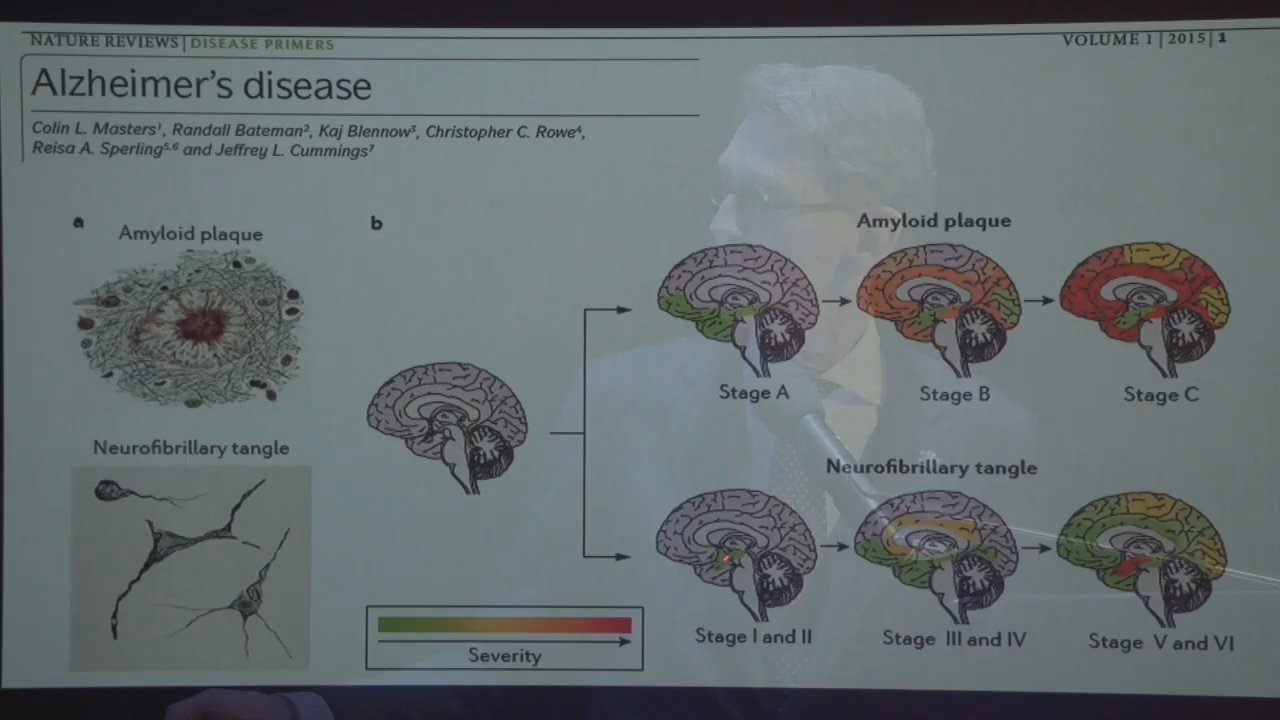 NATURE REVIEWS | DISEASE PRIMERS
VOLUME 1 | 2015 | 1
Alzheimer's disease
Colin L. Masters¹, Randall Bateman², Kaj Blennow³, Christopher C. Rowe⁴,
Reisa A. Sperling⁵,⁶ and Jeffrey L. Cummings⁷
a
Amyloid plaque
Neurofibrillary tangle
b
Amyloid plaque
Stage A
Stage B
Stage C
Neurofibrillary tangle
Stage I and II
Stage III and IV
Stage V and VI
Severity